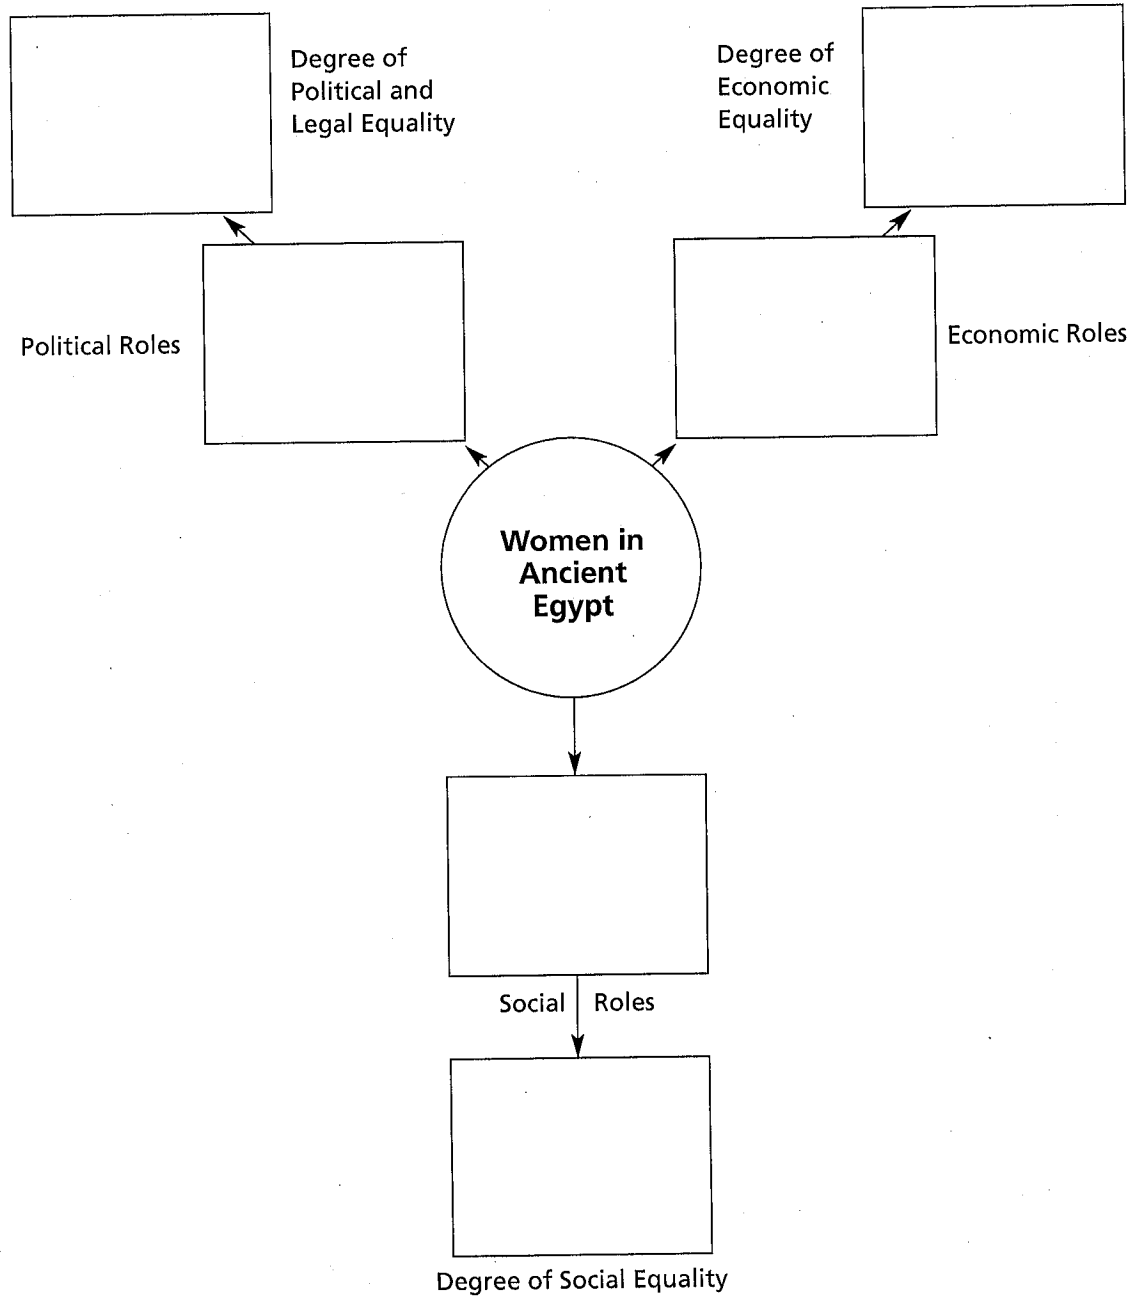 Degree of
Political and
Legal Equality
Degree of
Economic
Equality
Political Roles
Economic Roles
Women in
Ancient
Egypt
Social Roles
Degree of Social Equality